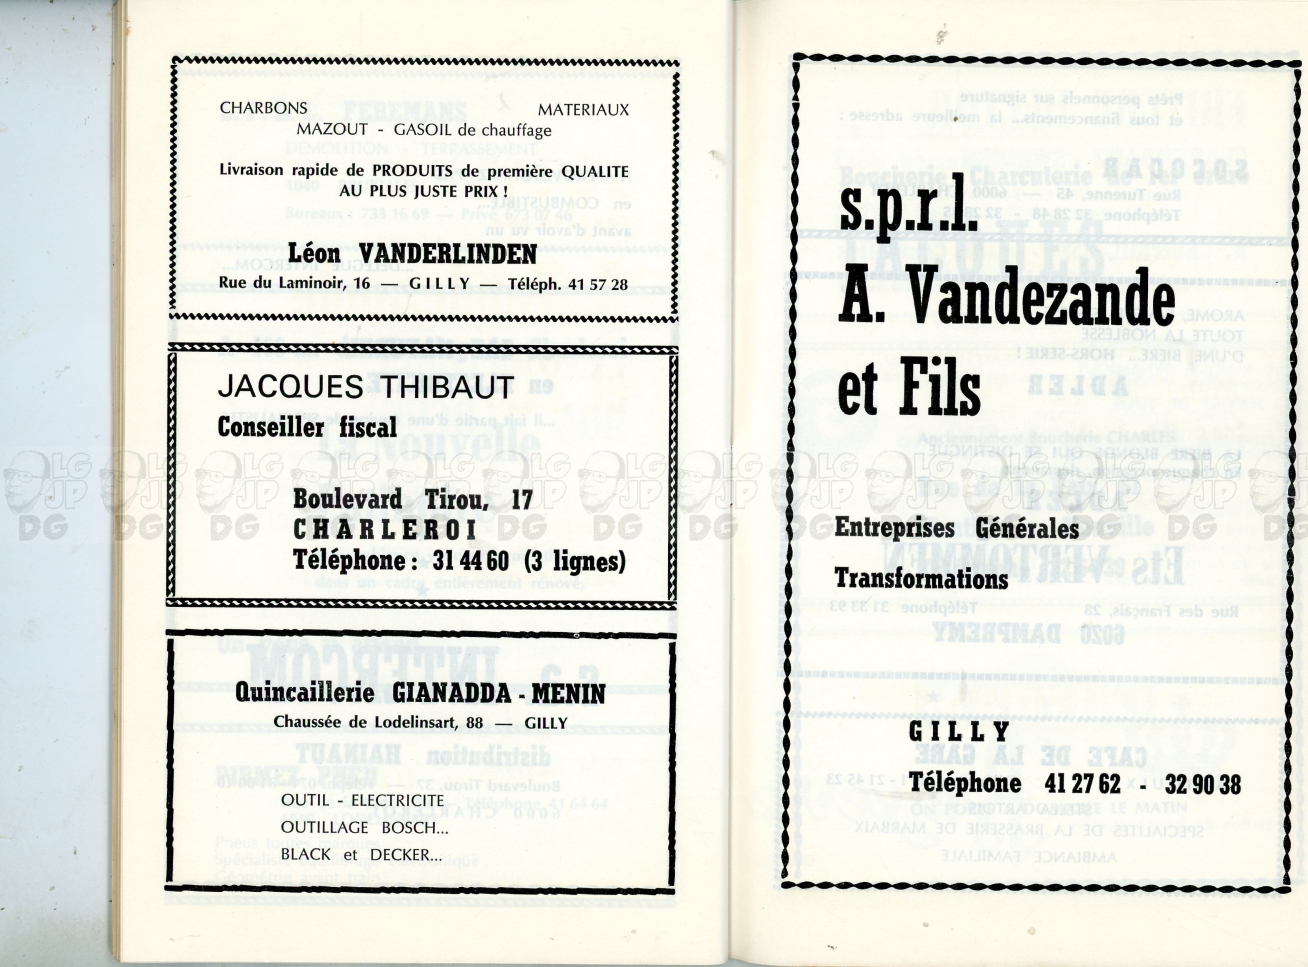 CHARBONS MATERIAUX
MAZOUT - GASOIL de chauffage
Livraison rapide de PRODUITS de première QUALITE
AU PLUS JUSTE PRIX !
Léon VANDERLINDEN
Rue du Laminoir, 16 — GILLY — Téléph. 41 57 28
JACQUES THIBAUT
Conseiller fiscal
Boulevard Tirou, 17
CHARLEROI
Téléphone : 31 44 60 (3 lignes)
Quincaillerie GIANADDA - MENIN
Chaussée de Lodelinsart, 88 — GILLY
OUTIL - ELECTRICITE
OUTILLAGE BOSCH...
BLACK et DECKER...
s.p.r.l.
A. Vandezande
et Fils
Entreprises Générales
Transformations
GILLY
Téléphone 41 27 62 - 32 90 38